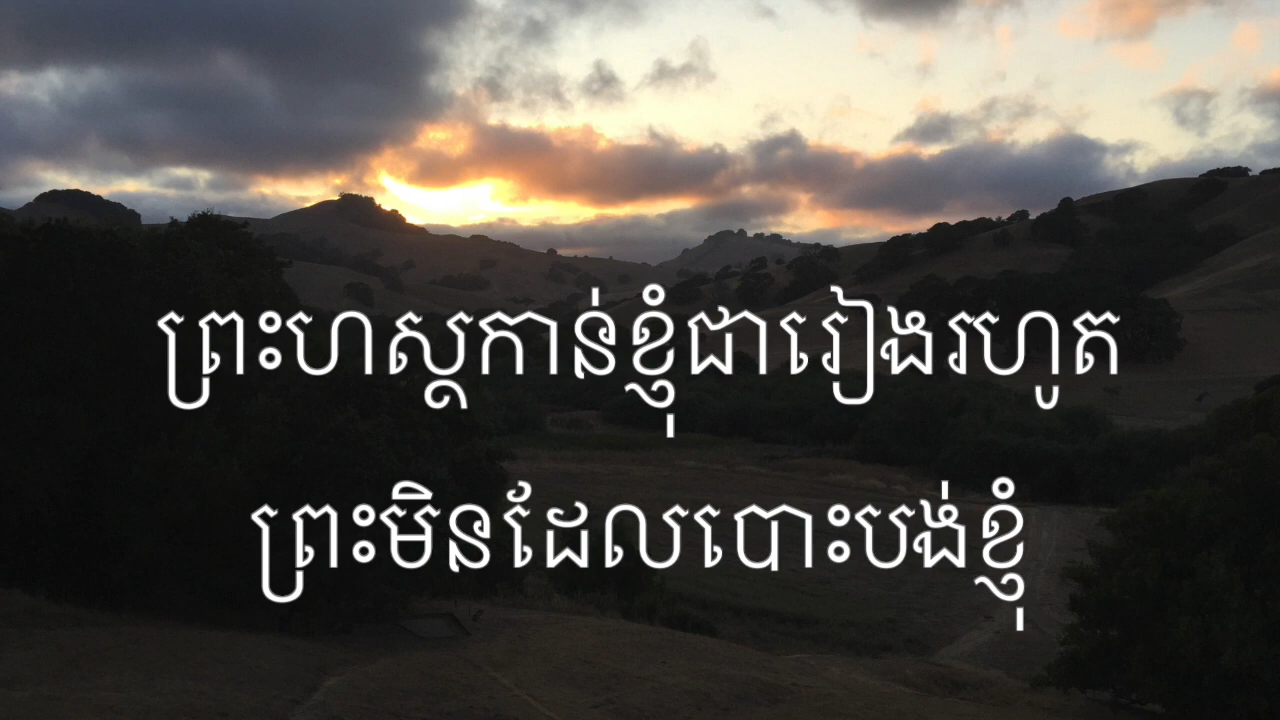 ព្រះហស្តកាន់ខ្ញុំជារៀងរហូត
ព្រះមិនដែលបោះបង់ខ្ញុំ